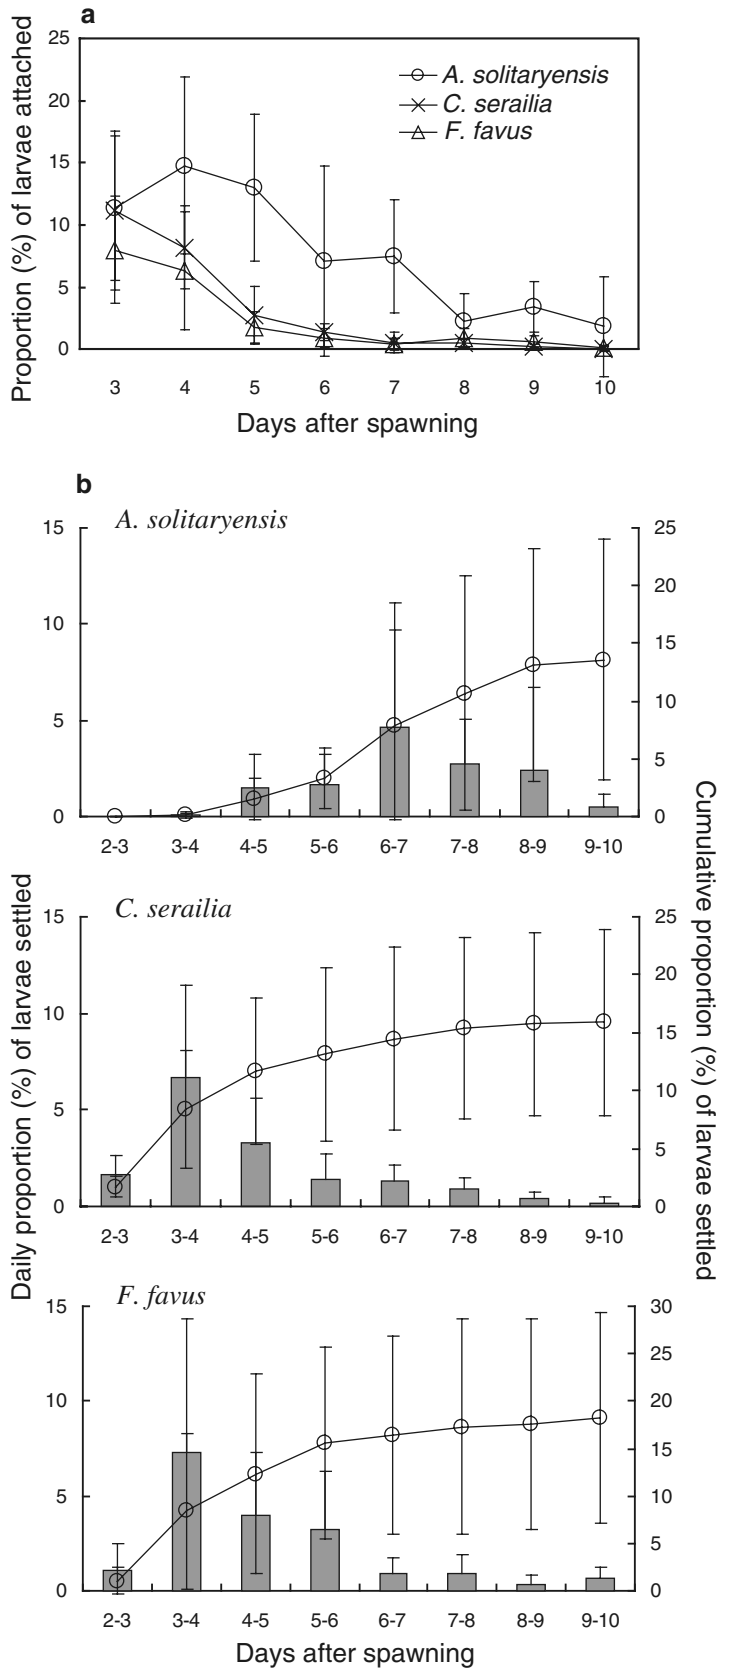 a
Proportion (%) of larvae attached
25
20
15
10
5
0
A. solitaryensis
C. serailia
F. favus
3 4 5 6 7 8 9 10
Days after spawning
b
Daily proportion (%) of larvae settled
Cumulative proportion (%) of larvae settled
A. solitaryensis
15
10
5
0
25
20
15
10
5
0
2-3 3-4 4-5 5-6 6-7 7-8 8-9 9-10
C. serailia
15
10
5
0
25
20
15
10
5
0
2-3 3-4 4-5 5-6 6-7 7-8 8-9 9-10
F. favus
15
10
5
0
30
25
20
15
10
5
0
2-3 3-4 4-5 5-6 6-7 7-8 8-9 9-10
Days after spawning